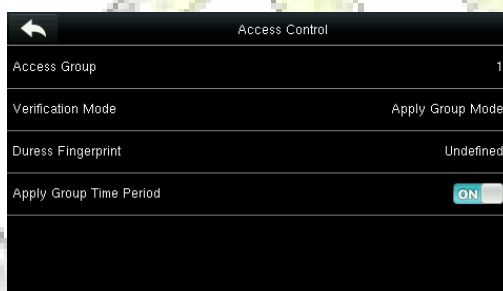 Access Control
Access Group 1
Verification Mode Apply Group Mode
Duress Fingerprint Undefined
Apply Group Time Period ON